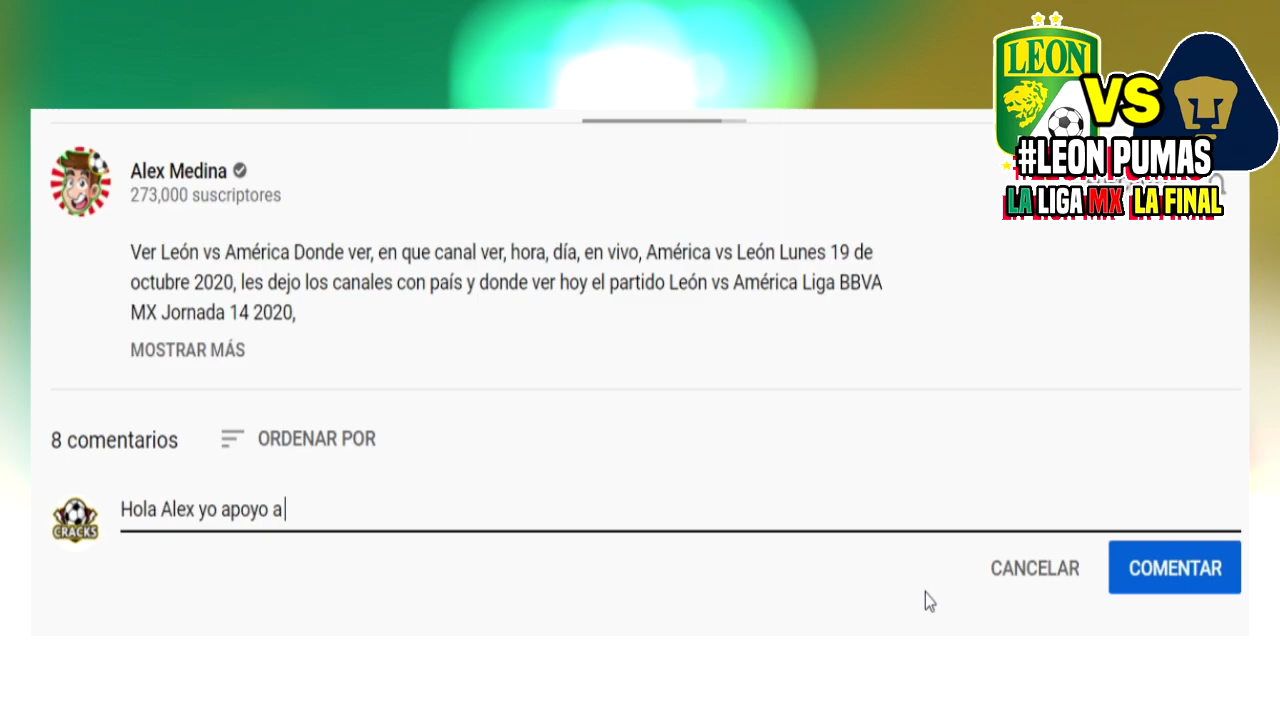 LEON
VS
#LEON PUMAS
LA LIGA MX LA FINAL
Alex Medina
273,000 suscriptores
Ver León vs América Donde ver, en que canal ver, hora, día, en vivo, América vs León Lunes 19 de
octubre 2020, les dejo los canales con país y donde ver hoy el partido León vs América Liga BBVA
MX Jornada 14 2020,
MOSTRAR MÁS
8 comentarios
ORDENAR POR
CRACKS
Hola Alex yo apoyo a
CANCELAR
COMENTAR